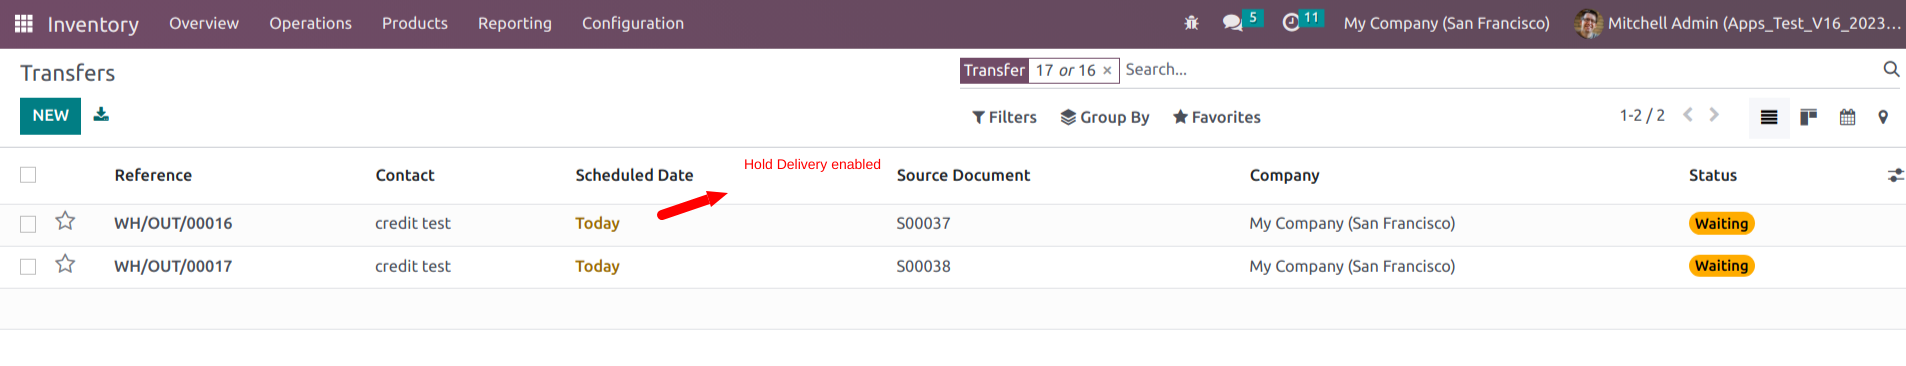 Inventory Overview Operations Products Reporting Configuration 5 11 My Company (San Francisco) Mitchell Admin (Apps_Test_V16_2023...
Transfers Transfer 17 or 16 × Search...
NEW Filters Group By Favorites 1-2 / 2
Hold Delivery enabled
Reference Contact Scheduled Date Source Document Company Status
WH/OUT/00016 credit test Today S00037 My Company (San Francisco) Waiting
WH/OUT/00017 credit test Today S00038 My Company (San Francisco) Waiting